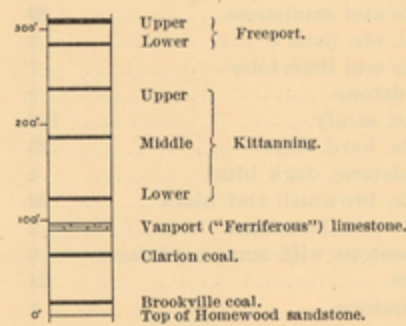 300'
Upper
Lower
Freeport.
Upper
200'
Middle
Kittanning.
Lower
100'
Vanport ("Ferriferous") limestone.
Clarion coal.
Brookville coal.
0'
Top of Homewood sandstone.